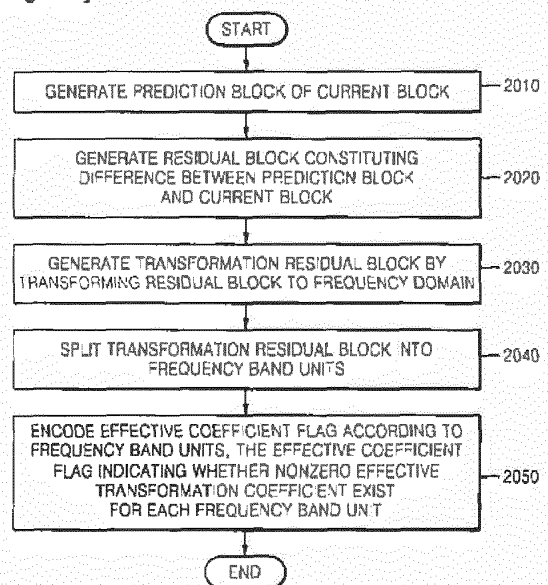 START
GENERATE PREDICTION BLOCK OF CURRENT BLOCK
2010
GENERATE RESIDUAL BLOCK CONSTITUTING
DIFFERENCE BETWEEN PREDICTION BLOCK
AND CURRENT BLOCK
2020
GENERATE TRANSFORMATION RESIDUAL BLOCK BY
TRANSFORMING RESIDUAL BLOCK TO FREQUENCY DOMAIN
2030
SPLIT TRANSFORMATION RESIDUAL BLOCK INTO
FREQUENCY BAND UNITS
2040
ENCODE EFFECTIVE COEFFICIENT FLAG ACCORDING TO
FREQUENCY BAND UNITS, THE EFFECTIVE COEFFICIENT
FLAG INDICATING WHETHER NONZERO EFFECTIVE
TRANSFORMATION COEFFICIENT EXIST
FOR EACH FREQUENCY BAND UNIT
2050
END